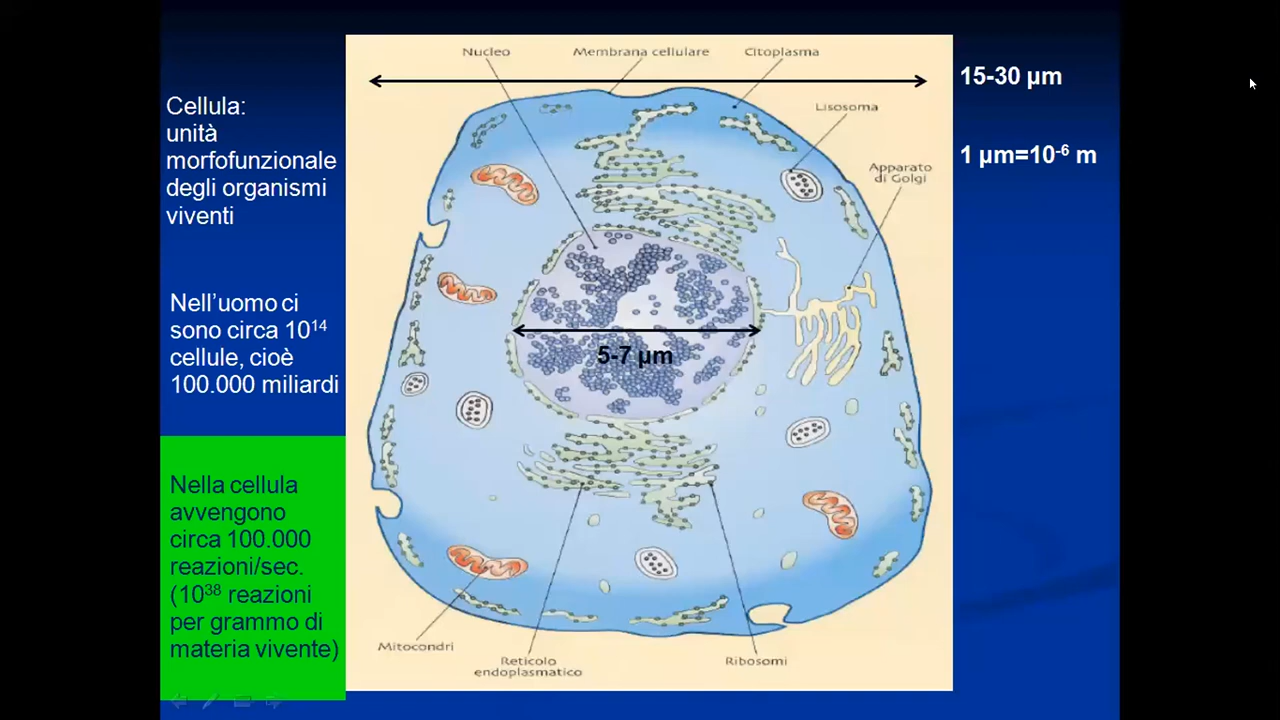 Cellula:
unità
morfofunzionale
degli organismi
viventi
Nell'uomo ci
sono circa 10¹⁴
cellule, cioè
100.000 miliardi
Nella cellula
avvengono
circa 100.000
reazioni/sec.
(10³⁸ reazioni
per grammo di
materia vivente)
Nucleo
Membrana cellulare
Citoplasma
Lisosoma
Apparato
di Golgi
5-7 µm
Mitocondri
Reticolo
endoplasmatico
Ribosomi
15-30 µm
1 µm=10⁻⁶ m